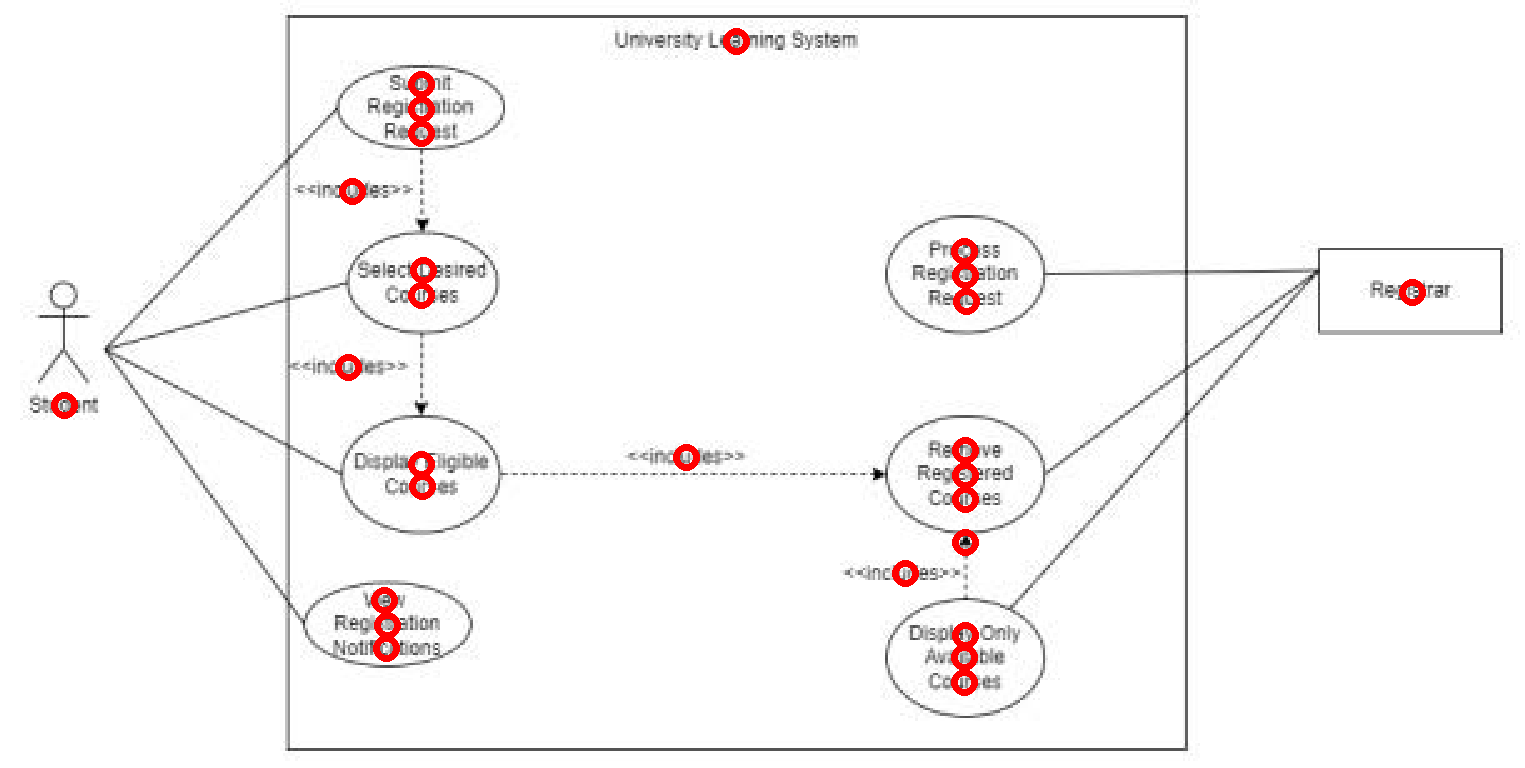 University Learning System
Submit
Registration
Request
<<includes>>
Select Desired
Courses
<<includes>>
Display Eligible
Courses
<<includes>>
View
Registration
Notifications
Student
Process
Registration
Request
Remove
Registered
Courses
<<includes>>
Display Only
Available
Courses
Registrar